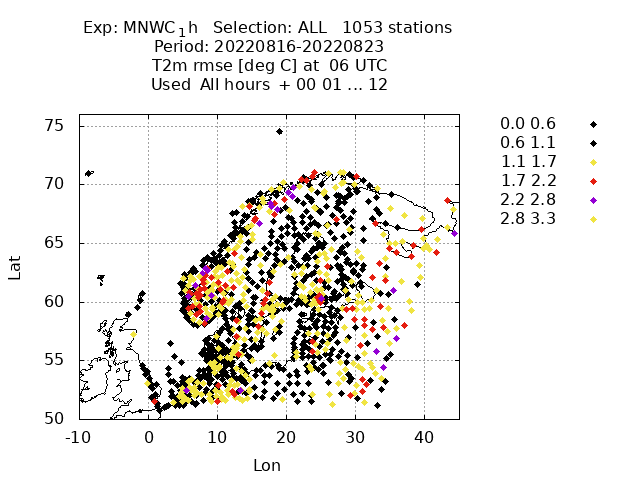 Exp: MNWC1h Selection: ALL 1053 stations
Period: 20220816-20220823
T2m rmse [deg C] at 06 UTC
Used All hours + 00 01 ... 12
0.0 0.6
0.6 1.1
1.1 1.7
1.7 2.2
2.2 2.8
2.8 3.3
75
70
65
60
55
50
Lat
-10 0 10 20 30 40
Lon